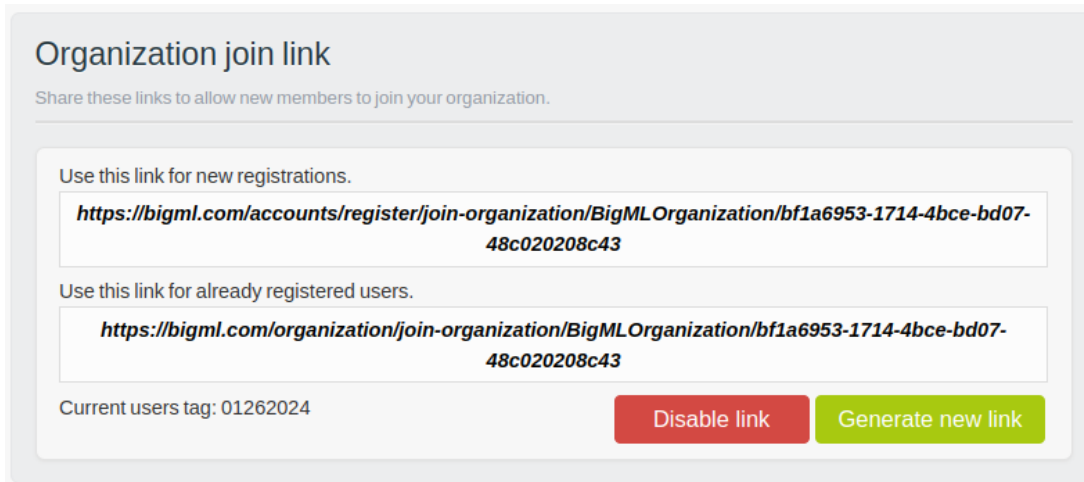 Organization join link
Share these links to allow new members to join your organization.
Use this link for new registrations.
https://bigml.com/accounts/register/join-organization/BigMLOrganization/bf1a6953-1714-4bce-bd07-
48c020208c43
Use this link for already registered users.
https://bigml.com/organization/join-organization/BigMLOrganization/bf1a6953-1714-4bce-bd07-
48c020208c43
Current users tag: 01262024
Disable link
Generate new link